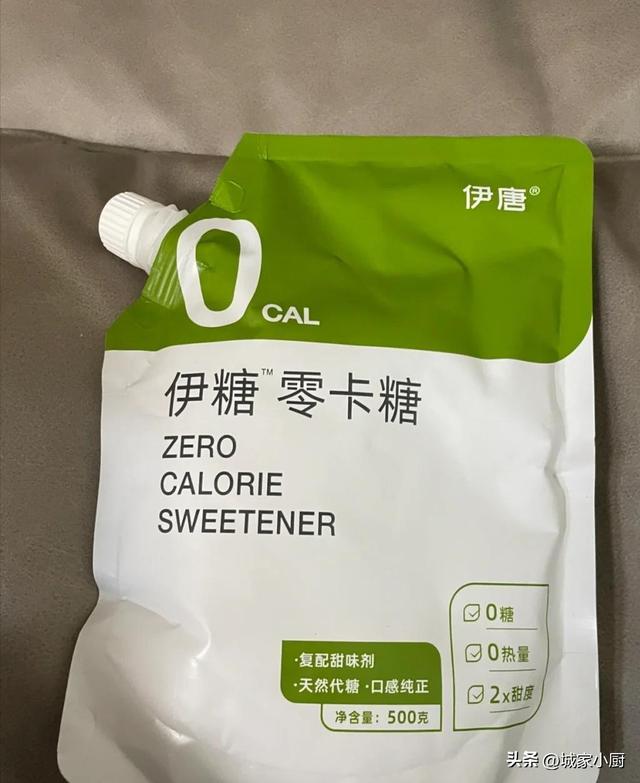 伊唐®
0 CAL
伊糖™零卡糖
ZERO
CALORIE
SWEETENER
0糖
0热量
2x甜度
·复配甜味剂
·天然代糖·口感纯正
净含量：500克
头条 @城家小厨